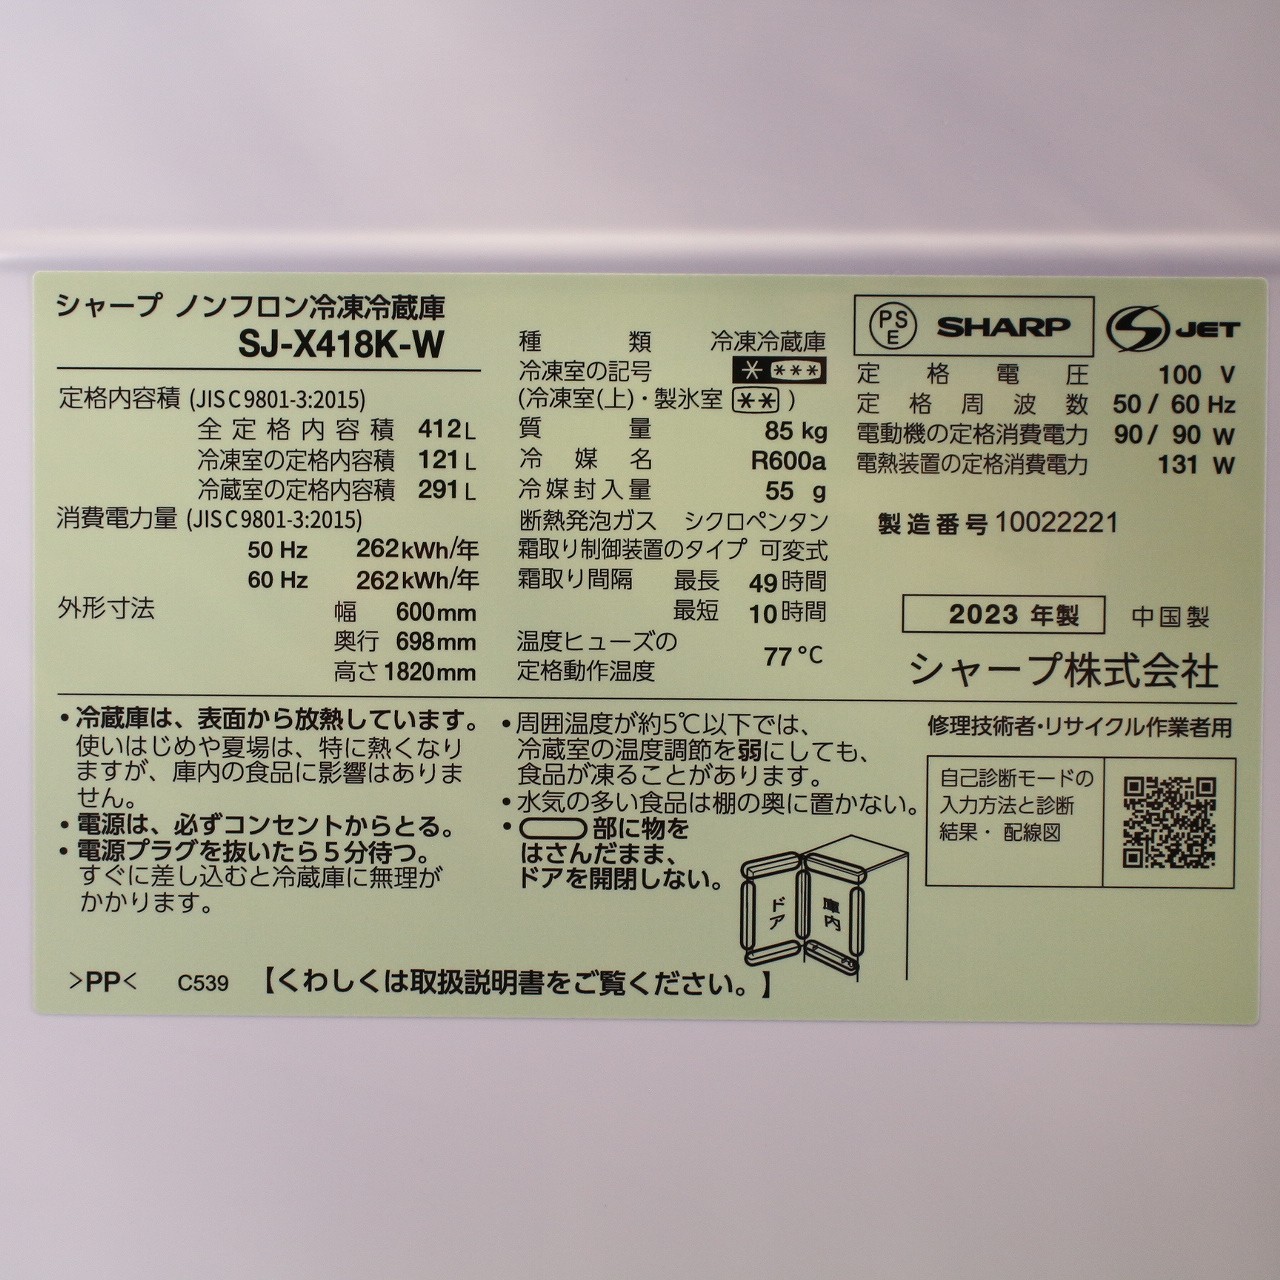 シャープ ノンフロン冷凍冷蔵庫
SJ-X418K-W
定格内容積 (JIS C 9801-3:2015)
全定格内容積 412L
冷凍室の定格内容積 121L
冷蔵室の定格内容積 291L
消費電力量 (JIS C 9801-3:2015)
50 Hz 262kWh/年
60 Hz 262kWh/年
外形寸法 幅 600mm
奥行 698mm
高さ 1820mm
種類 冷凍冷蔵庫
冷凍室の記号 * ***
(冷凍室(上)・製氷室 ** )
質量 85 kg
冷媒名 R600a
冷媒封入量 55 g
断熱発泡ガス シクロペンタン
霜取り制御装置のタイプ 可変式
霜取り間隔 最長 49時間
最短 10時間
温度ヒューズの
定格動作温度 77℃
PSE SHARP JET
定格電圧 100 V
定格周波数 50 / 60 Hz
電動機の定格消費電力 90 / 90 W
電熱装置の定格消費電力 131 W
製造番号 10022221
2023 年製 中国製
シャープ株式会社
・冷蔵庫は、表面から放熱しています。
使いはじめや夏場は、特に熱くなり
ますが、庫内の食品に影響はありま
せん。
・電源は、必ずコンセントからとる。
・電源プラグを抜いたら5分待つ。
すぐに差し込むと冷蔵庫に無理が
かかります。
・周囲温度が約5℃以下では、
冷蔵室の温度調節を弱にしても、
食品が凍ることがあります。
・水気の多い食品は棚の奥に置かない。
・ 部に物を
はさんだまま、
ドアを開閉しない。
ドア
庫内
修理技術者・リサイクル作業者用
自己診断モードの
入力方法と診断
結果・配線図
>PP< C539 【くわしくは取扱説明書をご覧ください。】